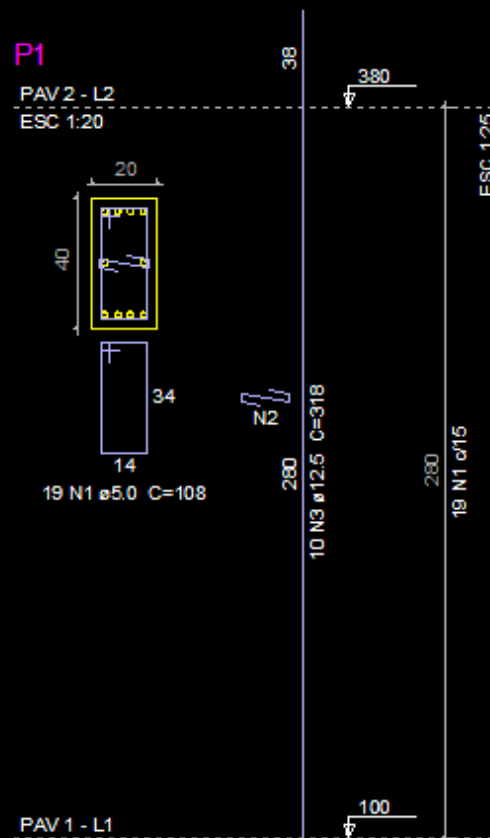 P1
38
380
PAV 2 - L2
ESC 1:20
ESC 1:25
20
40
34
N2
14
19 N1 ø5.0 C=108
280
10 N3 ø12.5 C=318
280
19 N1 c/15
100
PAV 1 - L1